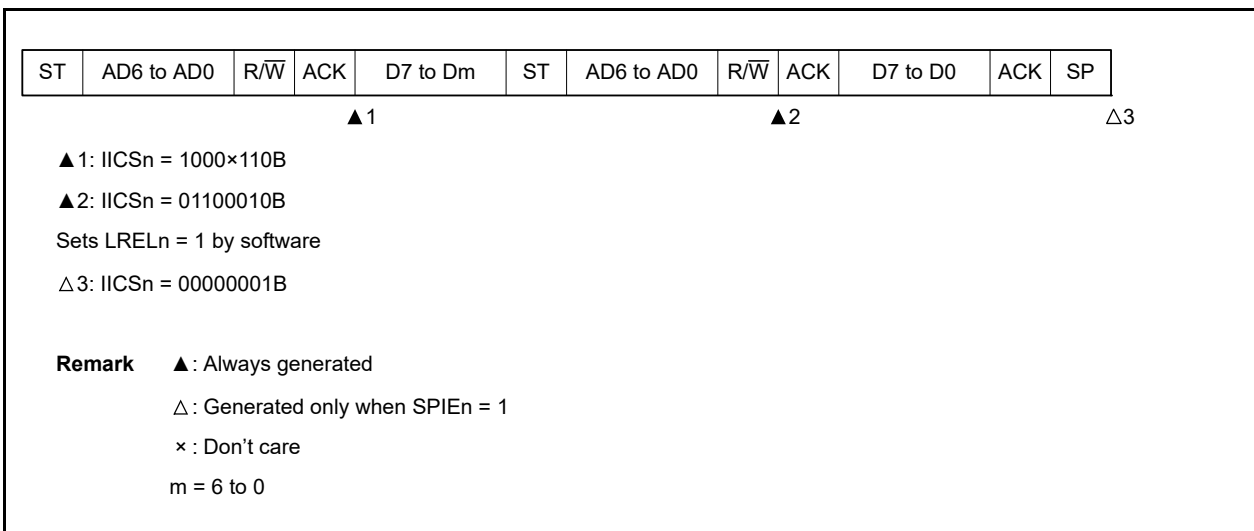 ST AD6 to AD0 R/W̅ ACK D7 to Dm ST AD6 to AD0 R/W̅ ACK D7 to D0 ACK SP
▲1 ▲2 △3
▲1: IICSn = 1000×110B
▲2: IICSn = 01100010B
Sets LRELn = 1 by software
△3: IICSn = 00000001B
Remark ▲: Always generated
△: Generated only when SPIEn = 1
×: Don't care
m = 6 to 0